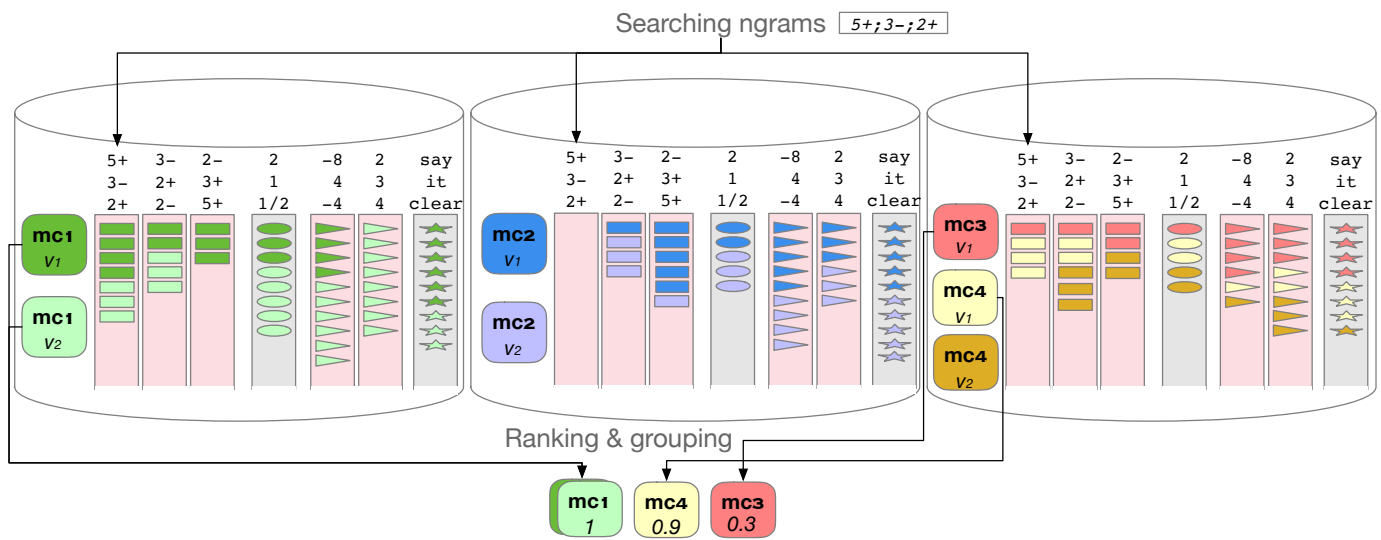 Searching ngrams 5+;3-;2+
5+ 3- 2- 2 -8 2 say
3- 2+ 3+ 1 4 3 it
2+ 2- 5+ 1/2 -4 4 clear
mc1
v1
mc1
v2
5+ 3- 2- 2 -8 2 say
3- 2+ 3+ 1 4 3 it
2+ 2- 5+ 1/2 -4 4 clear
mc2
v1
mc2
v2
5+ 3- 2- 2 -8 2 say
3- 2+ 3+ 1 4 3 it
2+ 2- 5+ 1/2 -4 4 clear
mc3
v1
mc4
v1
mc4
v2
Ranking & grouping
mc1 mc4 mc3
1 0.9 0.3